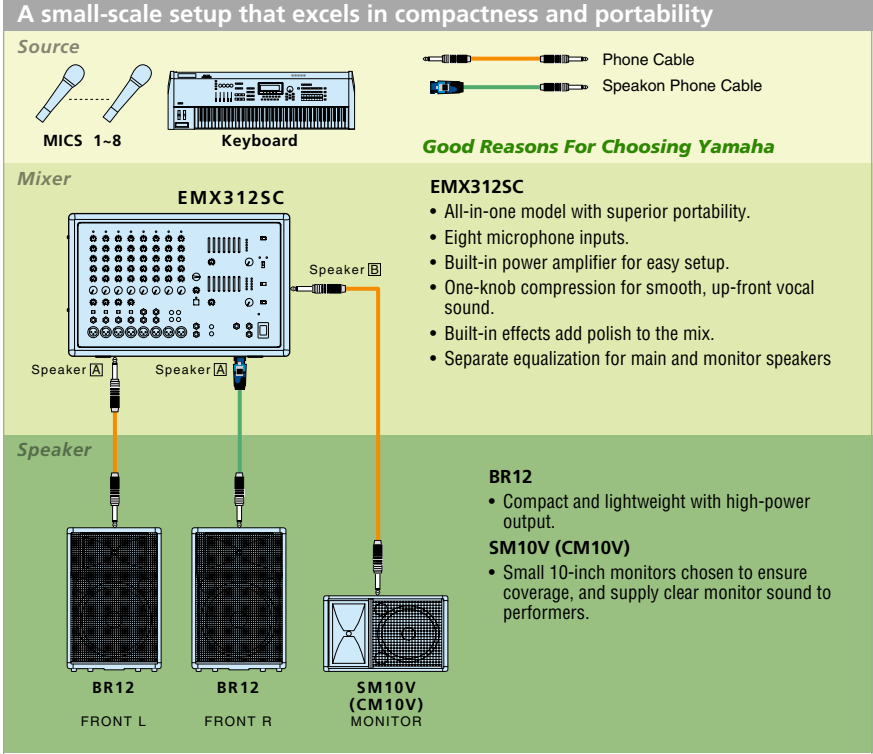 A small-scale setup that excels in compactness and portability
Source
MICS 1~8
Keyboard
Phone Cable
Speakon Phone Cable
Good Reasons For Choosing Yamaha
Mixer
EMX312SC
Speaker B
Speaker A
Speaker A
EMX312SC
• All-in-one model with superior portability.
• Eight microphone inputs.
• Built-in power amplifier for easy setup.
• One-knob compression for smooth, up-front vocal
sound.
• Built-in effects add polish to the mix.
• Separate equalization for main and monitor speakers
Speaker
BR12
FRONT L
BR12
FRONT R
SM10V
(CM10V)
MONITOR
BR12
• Compact and lightweight with high-power
output.
SM10V (CM10V)
• Small 10-inch monitors chosen to ensure
coverage, and supply clear monitor sound to
performers.